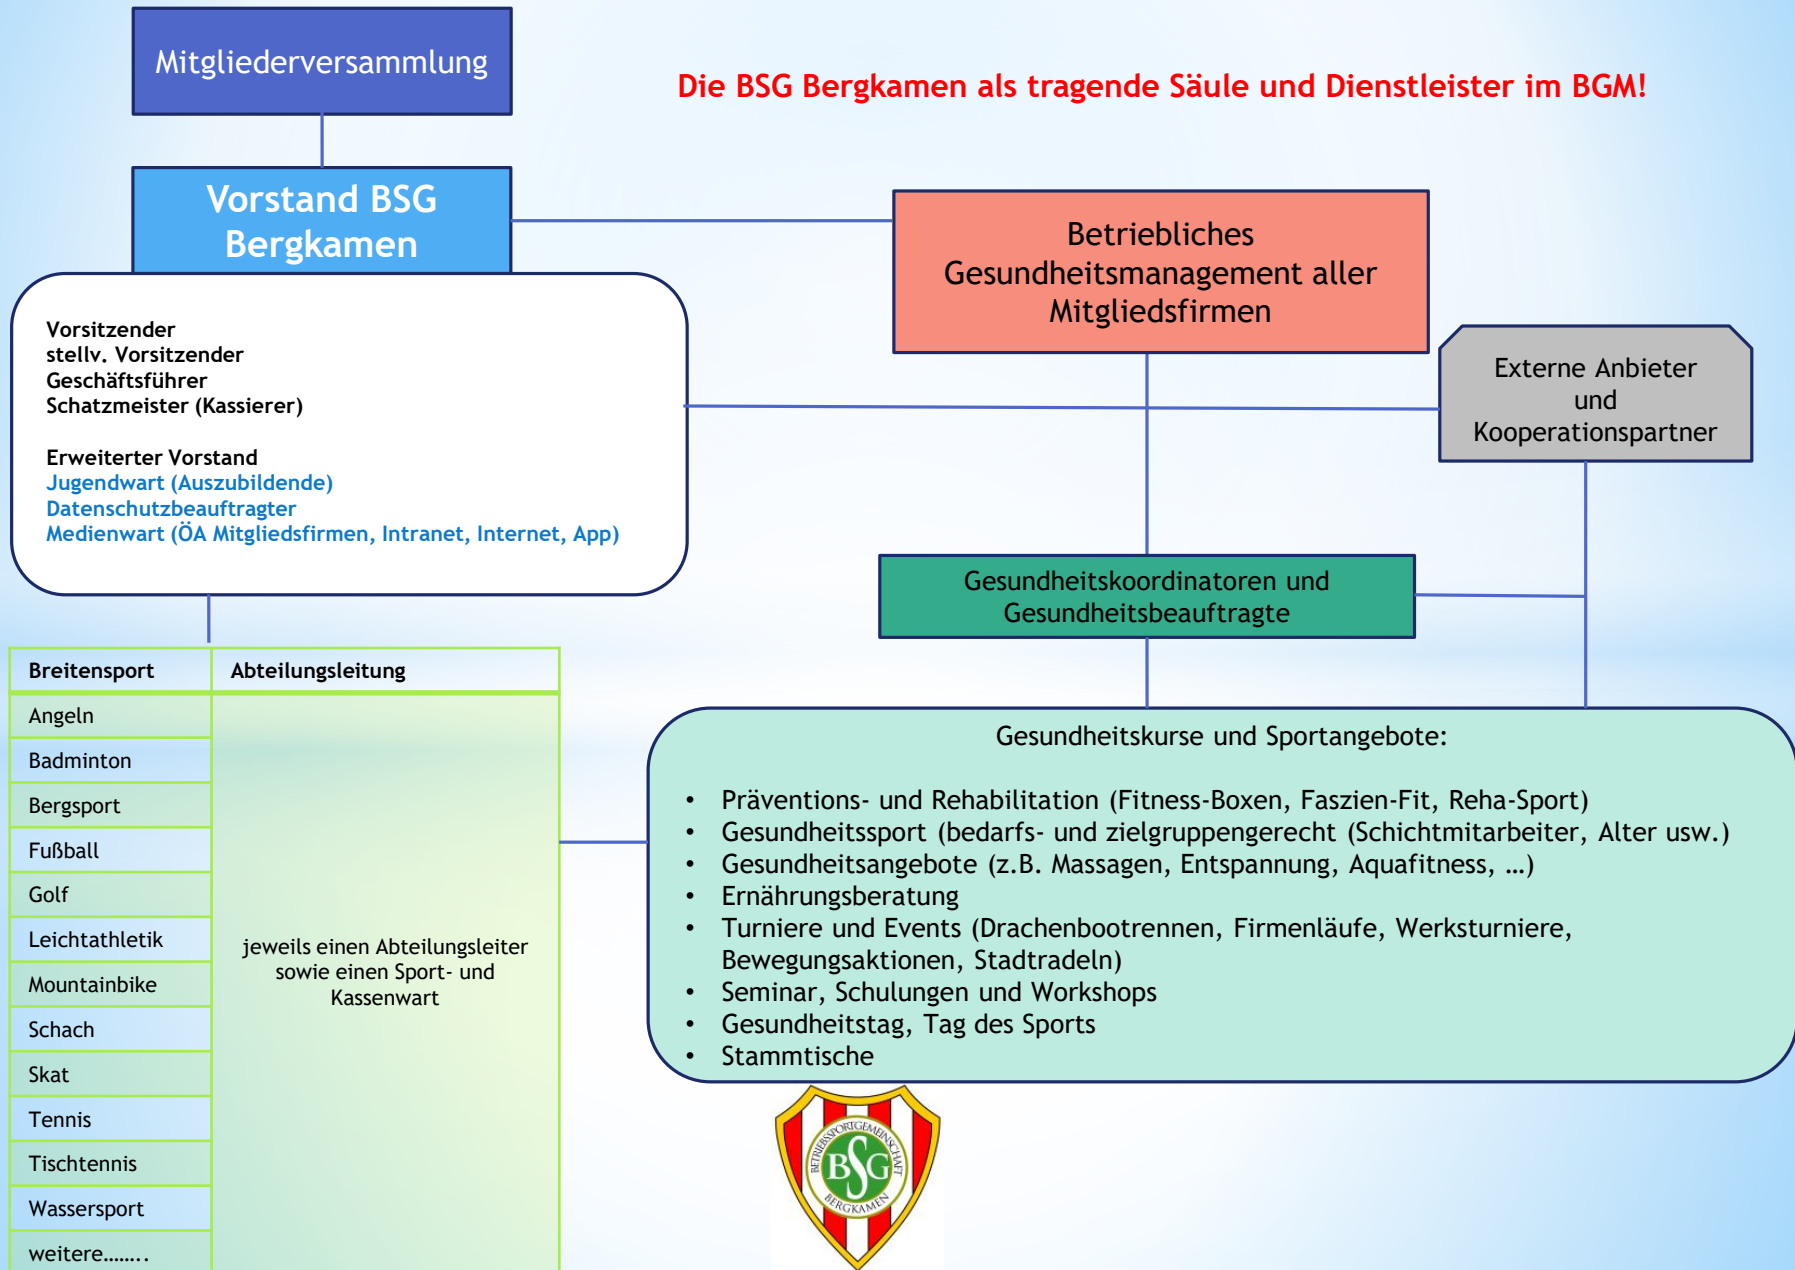 Mitgliederversammlung
Die BSG Bergkamen als tragende Säule und Dienstleister im BGM!
Vorstand BSG
Bergkamen
Betriebliches
Gesundheitsmanagement aller
Mitgliedsfirmen
Vorsitzender
stellv. Vorsitzender
Geschäftsführer
Schatzmeister (Kassierer)
Erweiterter Vorstand
Jugendwart (Auszubildende)
Datenschutzbeauftragter
Medienwart (ÖA Mitgliedsfirmen, Intranet, Internet, App)
Externe Anbieter
und
Kooperationspartner
Gesundheitskoordinatoren und
Gesundheitsbeauftragte
Breitensport Abteilungsleitung
Angeln
Badminton
Bergsport
Fußball
Golf
Leichtathletik
Mountainbike
Schach
Skat
Tennis
Tischtennis
Wassersport
weitere……..
jeweils einen Abteilungsleiter
sowie einen Sport- und
Kassenwart
Gesundheitskurse und Sportangebote:
• Präventions- und Rehabilitation (Fitness-Boxen, Faszien-Fit, Reha-Sport)
• Gesundheitssport (bedarfs- und zielgruppengerecht (Schichtmitarbeiter, Alter usw.)
• Gesundheitsangebote (z.B. Massagen, Entspannung, Aquafitness, …)
• Ernährungsberatung
• Turniere und Events (Drachenbootrennen, Firmenläufe, Werksturniere,
Bewegungsaktionen, Stadtradeln)
• Seminar, Schulungen und Workshops
• Gesundheitstag, Tag des Sports
• Stammtische
BETRIEBSSPORTGEMEINSCHAFT
BSG
BERGKAMEN